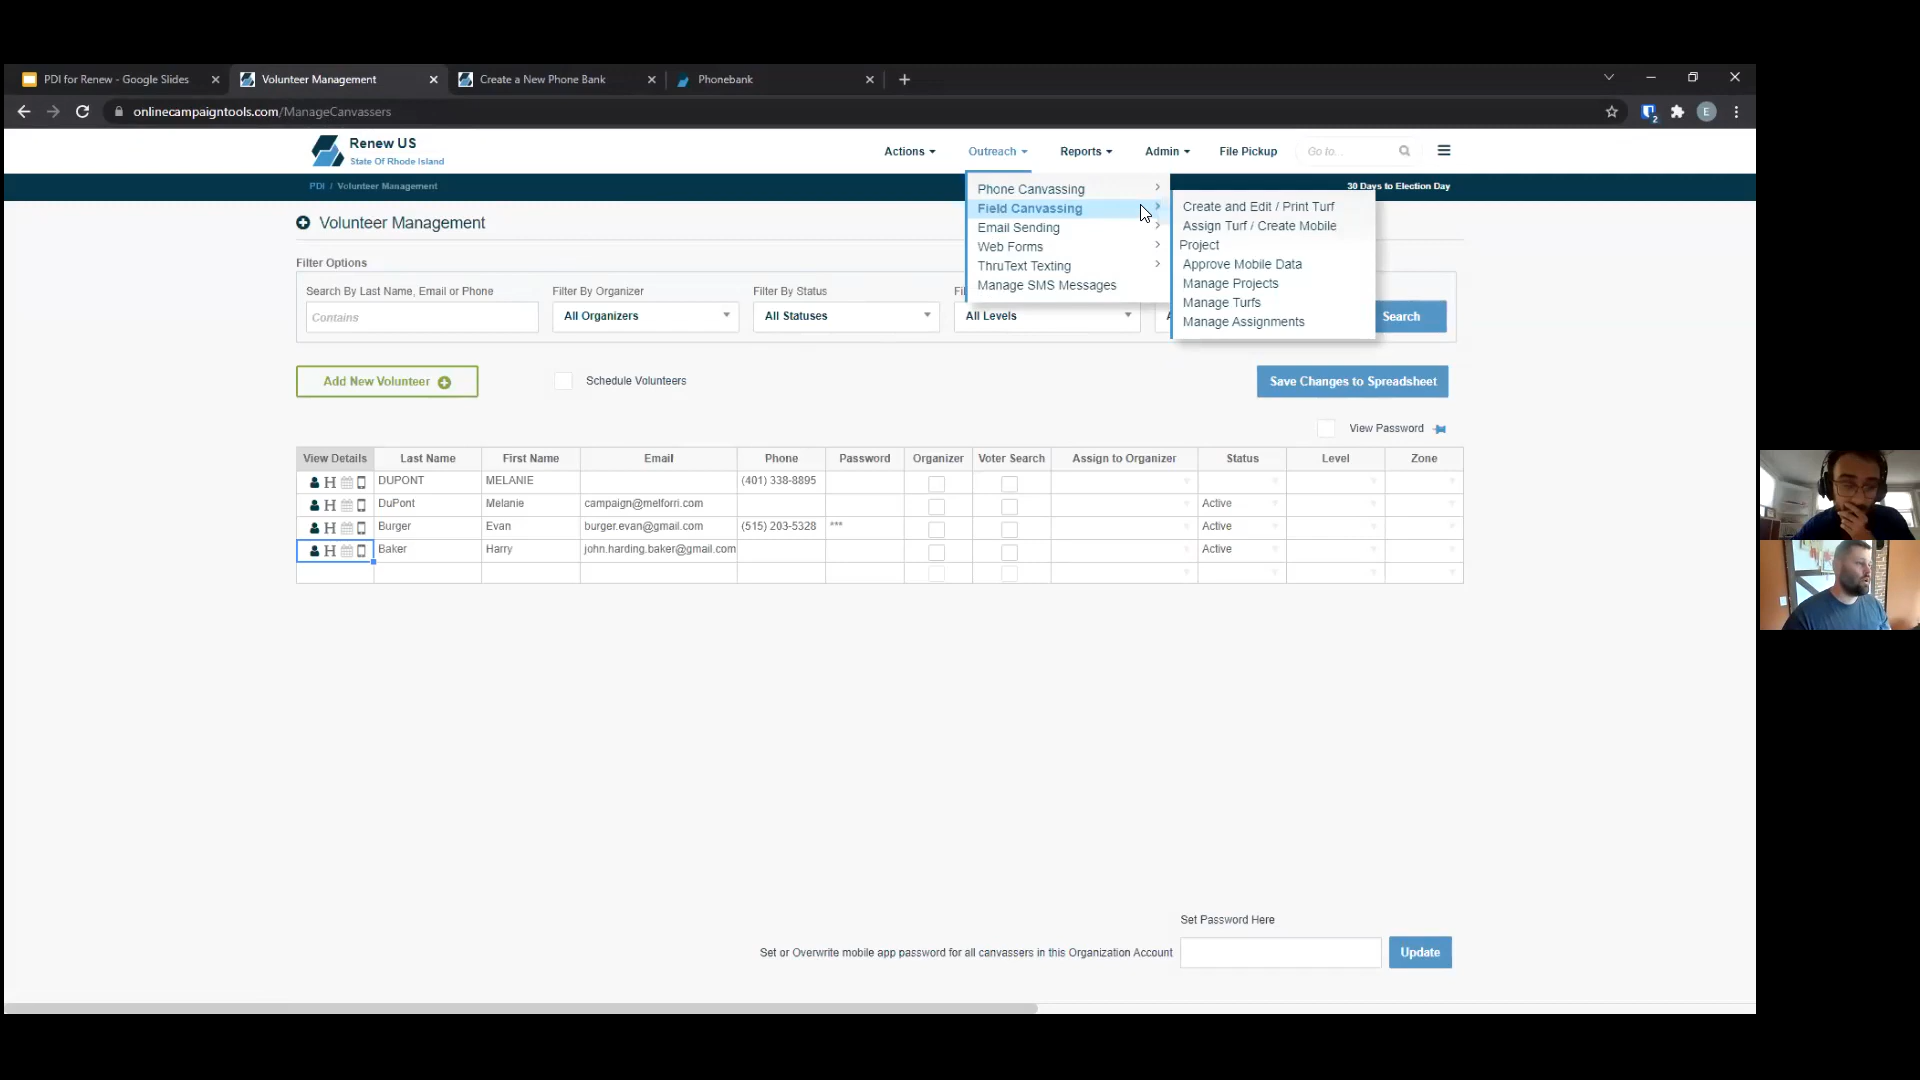 PDI for Renew - Google Slides
Volunteer Management
Create a New Phone Bank
Phonebank
onlinecampaigntools.com/ManageCanvassers
E
2
Renew US
State Of Rhode Island
Actions
Outreach
Reports
Admin
File Pickup
Go to...
PDI / Volunteer Management
30 Days to Election Day
Phone Canvassing
Field Canvassing
Email Sending
Web Forms
ThruText Texting
Manage SMS Messages
Create and Edit / Print Turf
Assign Turf / Create Mobile
Project
Approve Mobile Data
Manage Projects
Manage Turfs
Manage Assignments
Volunteer Management
Filter Options
Search By Last Name, Email or Phone
Filter By Organizer
Filter By Status
Contains
All Organizers
All Statuses
All Levels
Search
Add New Volunteer
Schedule Volunteers
Save Changes to Spreadsheet
View Password
View Details Last Name First Name Email Phone Password Organizer Voter Search Assign to Organizer Status Level Zone
H DUPONT MELANIE (401) 338-8895
H DuPont Melanie campaign@melforri.com Active
H Burger Evan burger.evan@gmail.com (515) 203-5328 *** Active
H Baker Harry john.harding.baker@gmail.com Active
Set Password Here
Set or Overwrite mobile app password for all canvassers in this Organization Account
Update